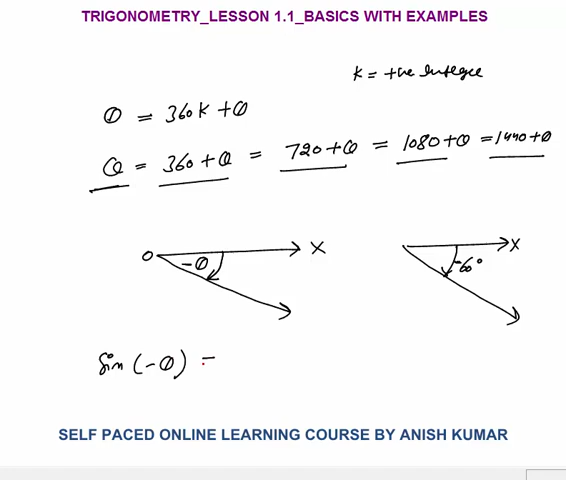 TRIGONOMETRY_LESSON 1.1_BASICS WITH EXAMPLES
k = +ve Integer
θ = 360K+θ
θ = 360+θ = 720+θ = 1080+θ = 1440+θ
O -θ X
-60° X
Sin (-θ) =
SELF PACED ONLINE LEARNING COURSE BY ANISH KUMAR